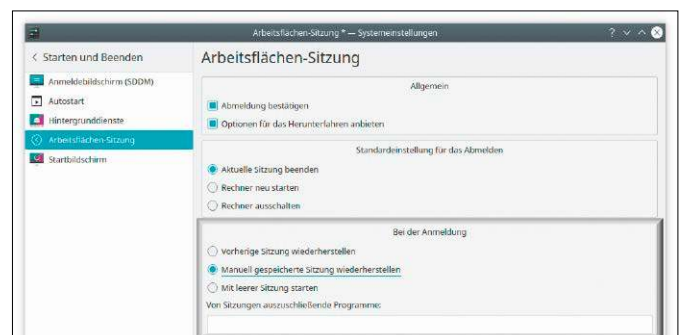 Arbeitsflächen-Sitzung * — Systemeinstellungen
Starten und Beenden
Anmeldebildschirm (SDDM)
Autostart
Hintergrunddienste
Arbeitsflächen-Sitzung
Startbildschirm
Arbeitsflächen-Sitzung
Allgemein
Abmeldung bestätigen
Optionen für das Herunterfahren anbieten
Standardeinstellung für das Abmelden
Aktuelle Sitzung beenden
Rechner neu starten
Rechner ausschalten
Bei der Anmeldung
Vorherige Sitzung wiederherstellen
Manuell gespeicherte Sitzung wiederherstellen
Mit leerer Sitzung starten
Von Sitzungen auszuschließende Programme: